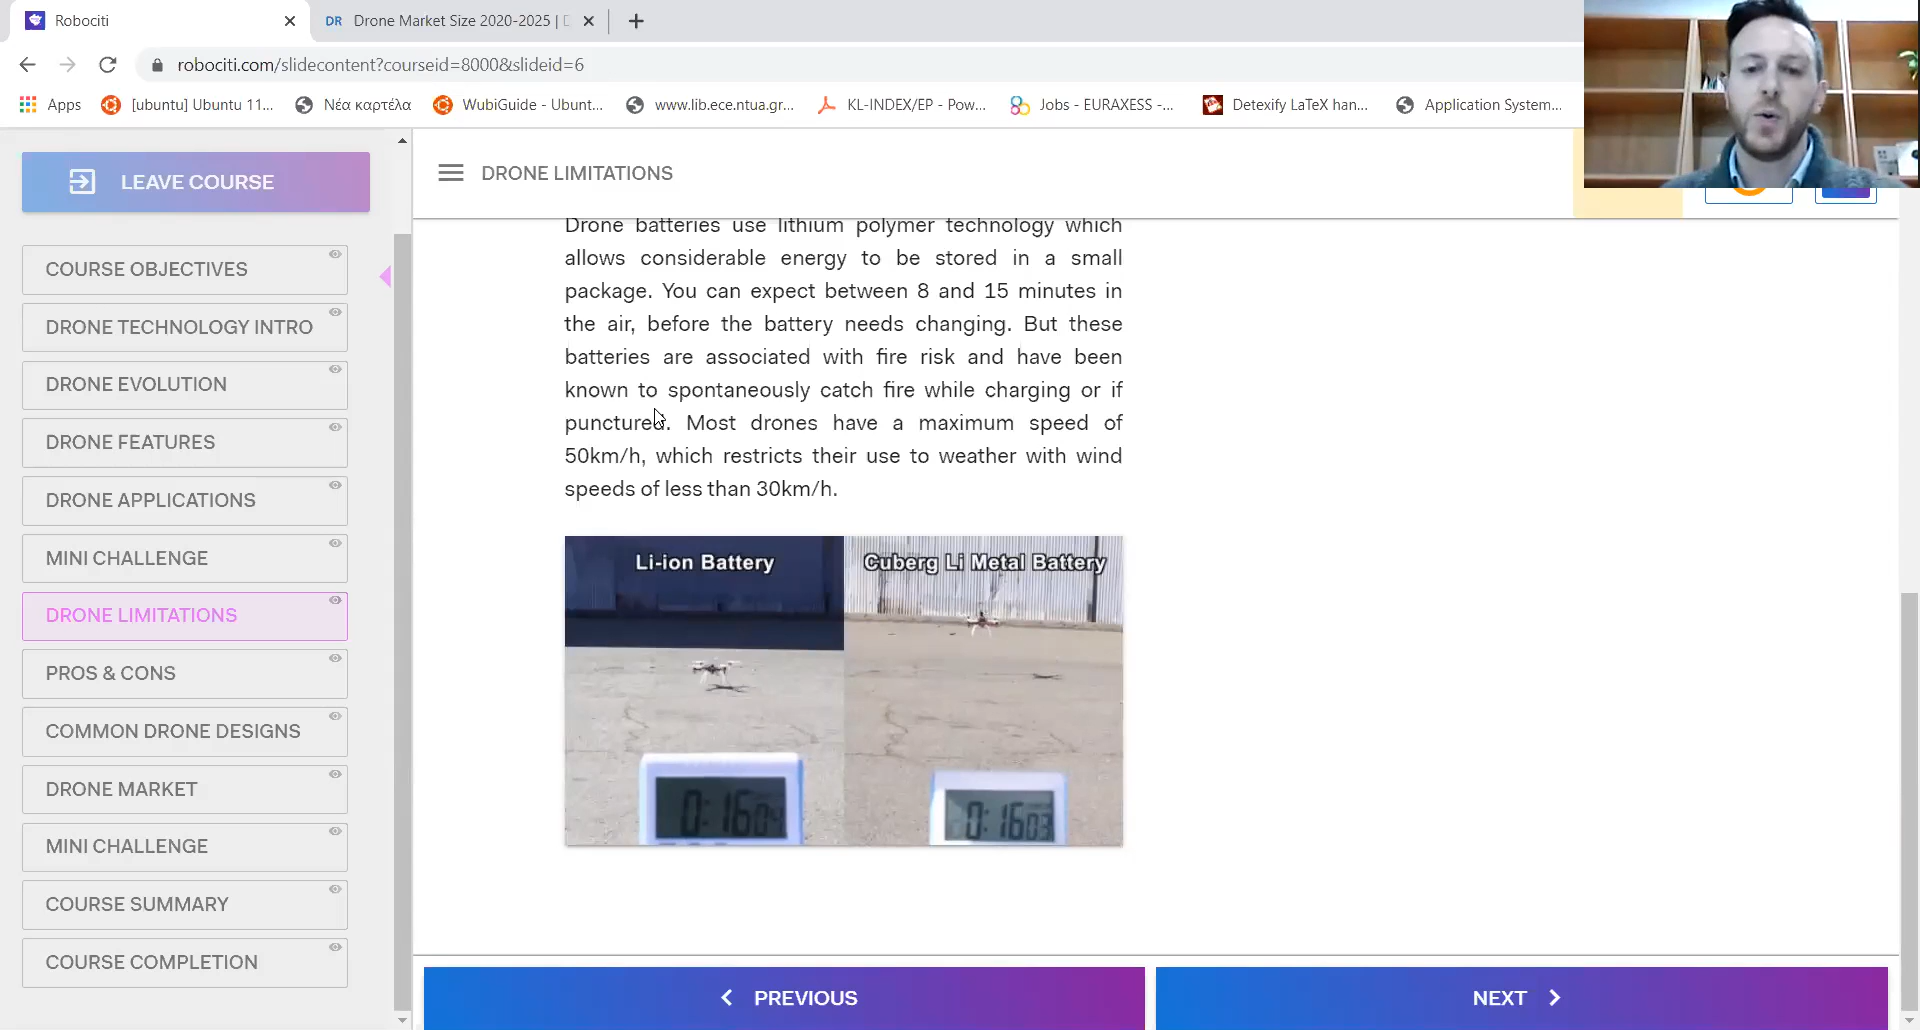 Robociti
DR Drone Market Size 2020-2025 |
robociti.com/slidecontent?courseid=8000&slideid=6
Apps
[ubuntu] Ubuntu 11...
Νέα καρτέλα
WubiGuide - Ubunt...
www.lib.ece.ntua.gr...
KL-INDEX/EP - Pow...
Jobs - EURAXESS -...
Detexify LaTeX han...
Application System...
LEAVE COURSE
COURSE OBJECTIVES
DRONE TECHNOLOGY INTRO
DRONE EVOLUTION
DRONE FEATURES
DRONE APPLICATIONS
MINI CHALLENGE
DRONE LIMITATIONS
PROS & CONS
COMMON DRONE DESIGNS
DRONE MARKET
MINI CHALLENGE
COURSE SUMMARY
COURSE COMPLETION
DRONE LIMITATIONS
Drone batteries use lithium polymer technology which
allows considerable energy to be stored in a small
package. You can expect between 8 and 15 minutes in
the air, before the battery needs changing. But these
batteries are associated with fire risk and have been
known to spontaneously catch fire while charging or if
punctured. Most drones have a maximum speed of
50km/h, which restricts their use to weather with wind
speeds of less than 30km/h.
Li-ion Battery
Cuberg Li Metal Battery
0:16 04
0:16 03
PREVIOUS
NEXT